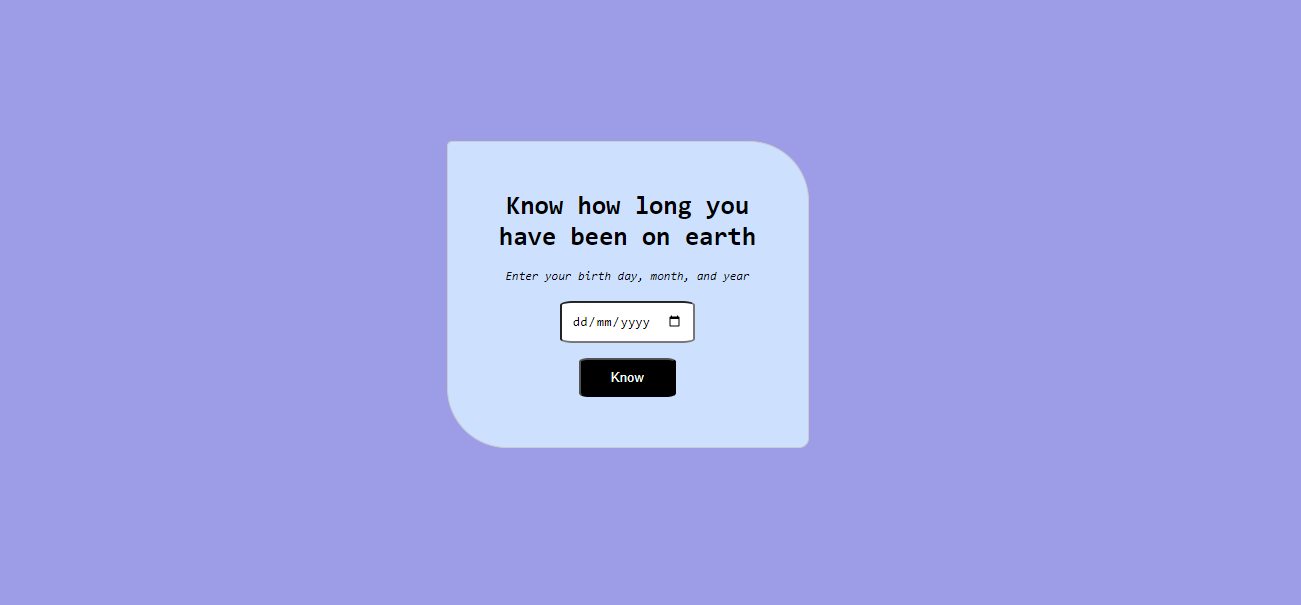 Know how long you
have been on earth
Enter your birth day, month, and year
dd/mm/yyyy
Know